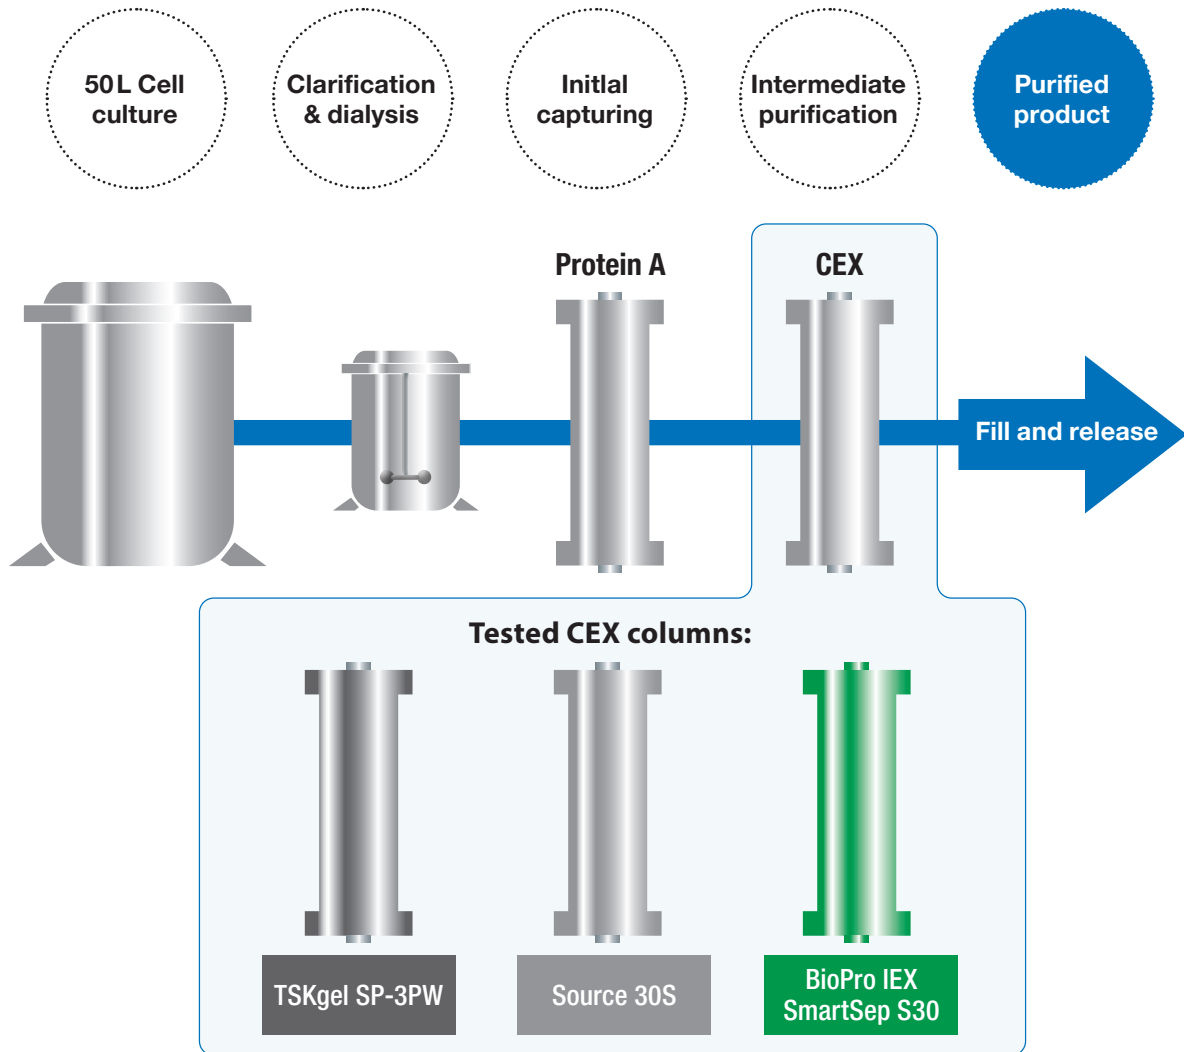 50 L Cell
culture
Clarification
& dialysis
Initlal
capturing
Intermediate
purification
Purified
product
Protein A
CEX
Fill and release
Tested CEX columns:
TSKgel SP-3PW
Source 30S
BioPro IEX
SmartSep S30